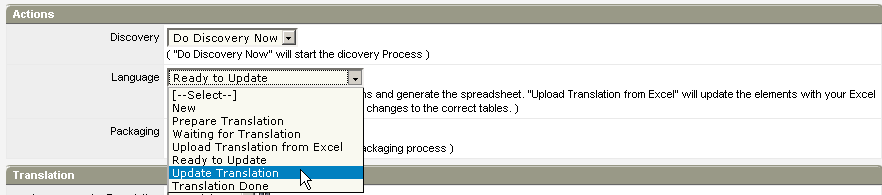 Actions
Discovery Do Discovery Now
( "Do Discovery Now" will start the dicovery Process )
Language Ready to Update
[--Select--]
ns and generate the spreadsheet. "Upload Translation from Excel" will update the elements with your Excel
New
changes to the correct tables. )
Prepare Translation
Packaging
Waiting for Translation
Upload Translation from Excel
ackaging process )
Ready to Update
Update Translation
Translation
Translation Done